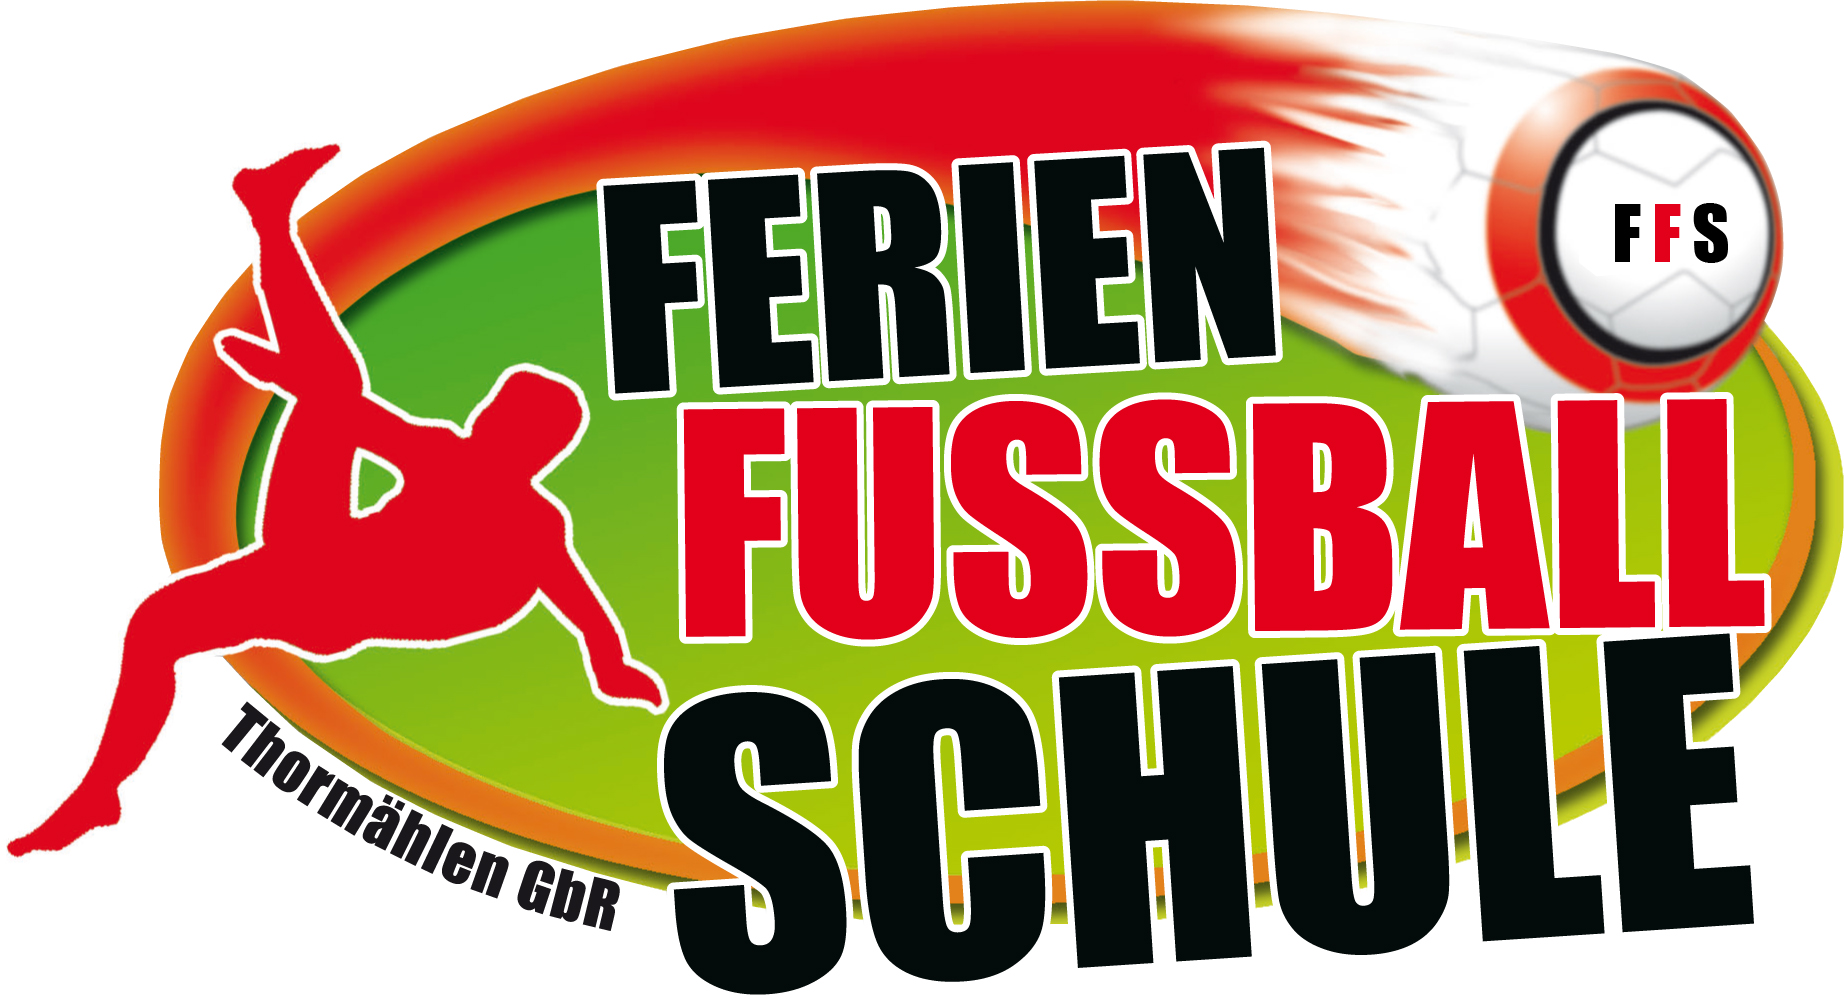 FERIEN
FFS
FUSSBALL
SCHULE
Thormählen GbR